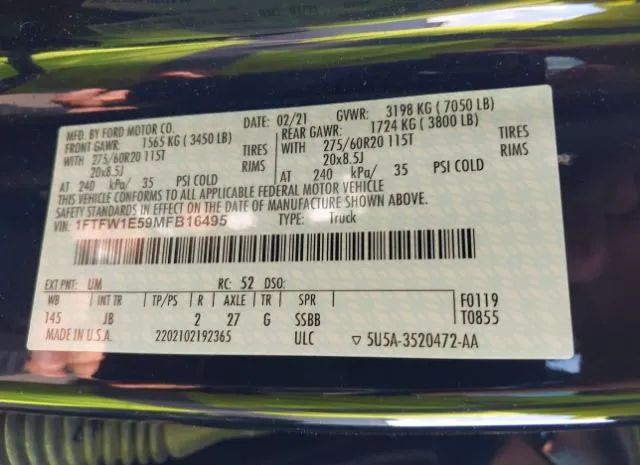 MFD. BY FORD MOTOR CO.
DATE: 02/21 GVWR: 3198 KG ( 7050 LB)
FRONT GAWR: 1565 KG ( 3450 LB)
REAR GAWR: 1724 KG ( 3800 LB)
WITH 275/60R20 115T TIRES
WITH 275/60R20 115T TIRES
20x8.5J RIMS
20x8.5J RIMS
AT 240 kPa/ 35 PSI COLD
AT 240 kPa/ 35 PSI COLD
THIS VEHICLE CONFORMS TO ALL APPLICABLE FEDERAL MOTOR VEHICLE
SAFETY STANDARDS IN EFFECT ON THE DATE OF MANUFACTURE SHOWN ABOVE.
VIN: 1FTFW1E59MFB16495 TYPE: Truck
EXT PNT: UM RC: 52 DSO:
WB INT TR TP/PS R AXLE TR SPR F0119
145 JB 2 27 G SSBB T0855
MADE IN U.S.A. 2202102192365 ULC ▽ 5U5A-3520472-AA